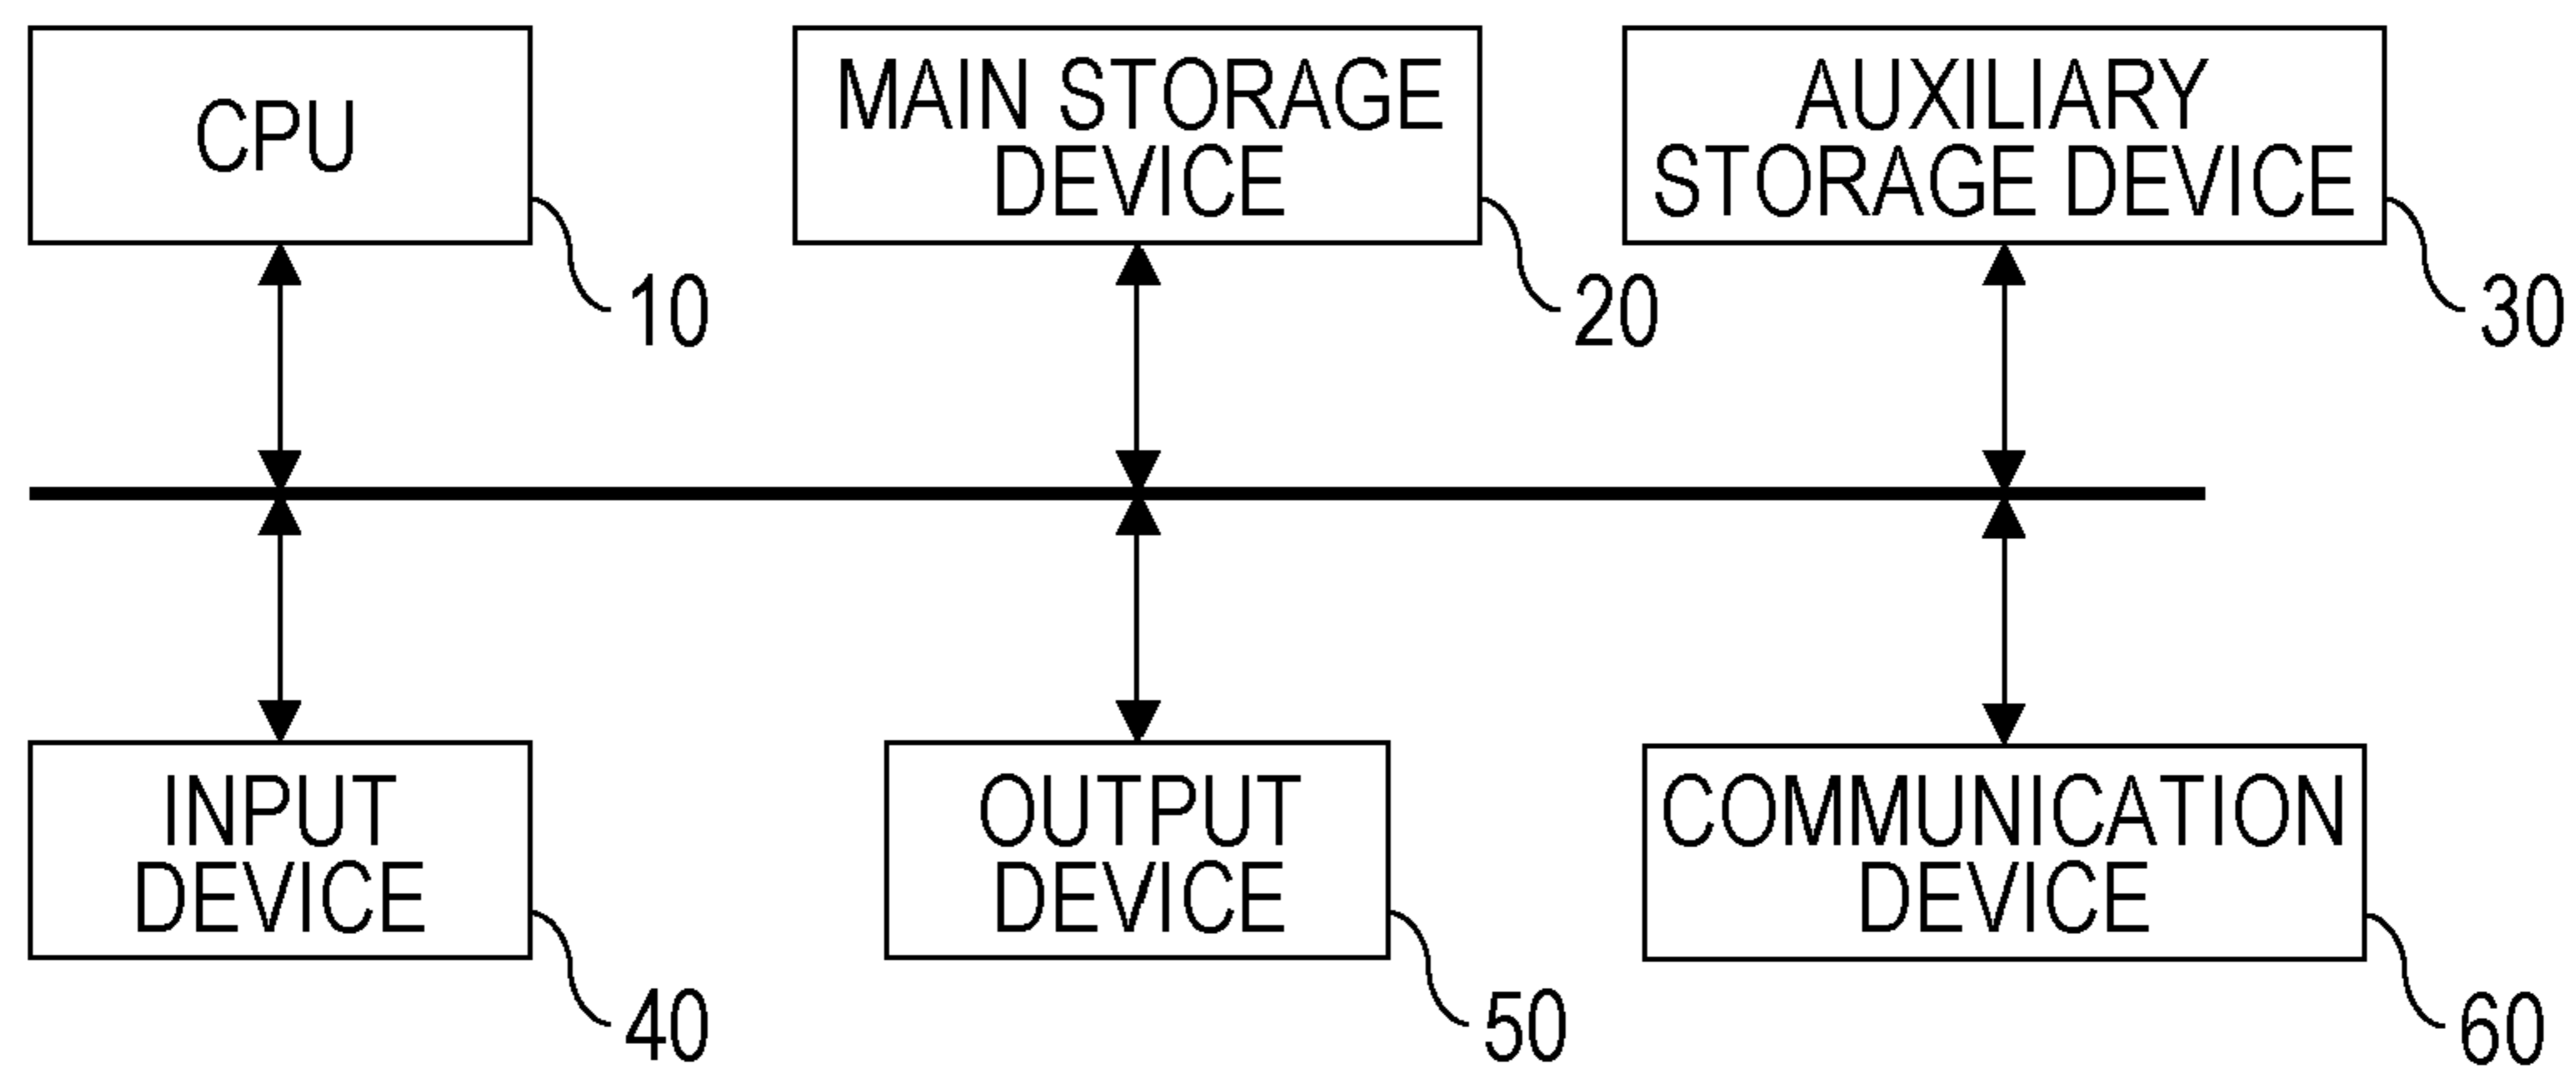 CPU
10
MAIN STORAGE
DEVICE
20
AUXILIARY
STORAGE DEVICE
30
INPUT
DEVICE
40
OUTPUT
DEVICE
50
COMMUNICATION
DEVICE
60